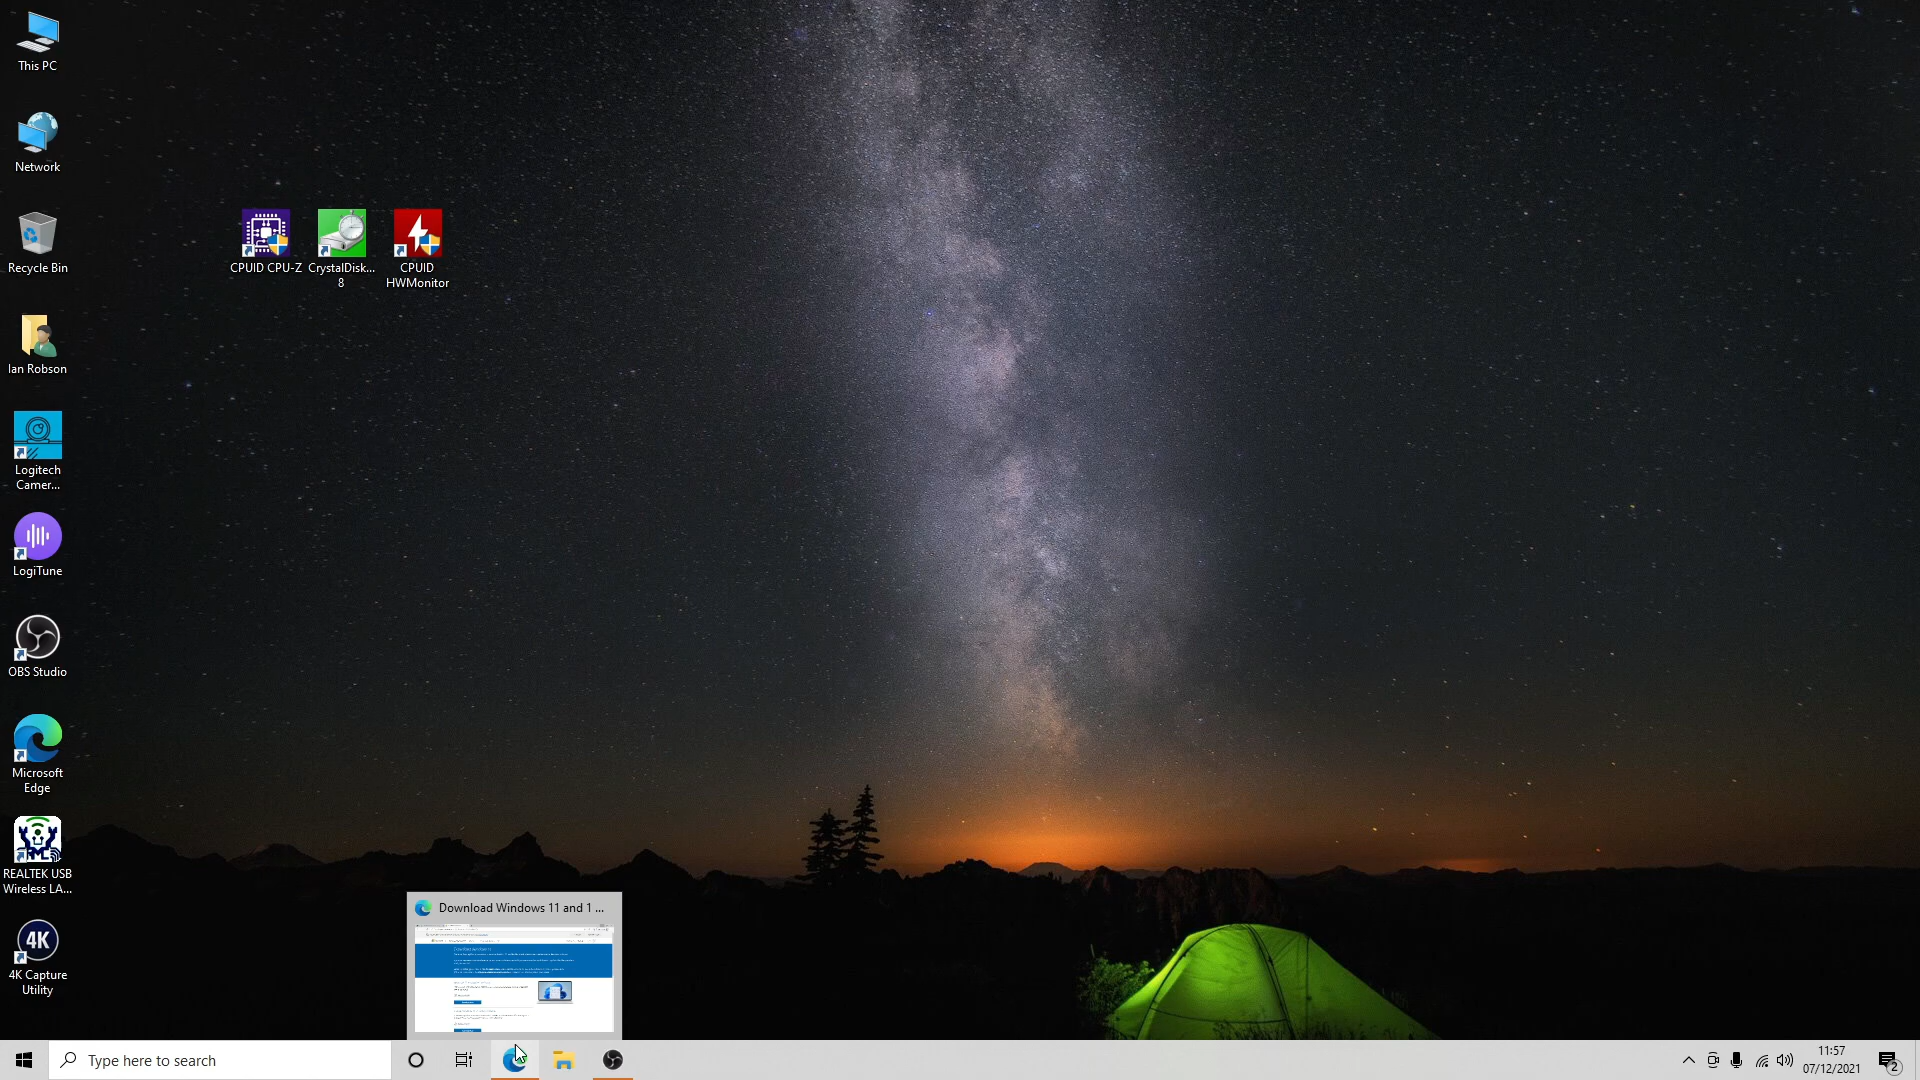 This PC
Network
Recycle Bin
Ian Robson
Logitech
Camer...
LogiTune
OBS Studio
Microsoft
Edge
REALTEK USB
Wireless LA...
4K
4K Capture
Utility
CPUID CPU-Z
CrystalDisk...
8
CPUID
HWMonitor
Download Windows 11 and 1 ...
Type here to search
11:57
07/12/2021
2